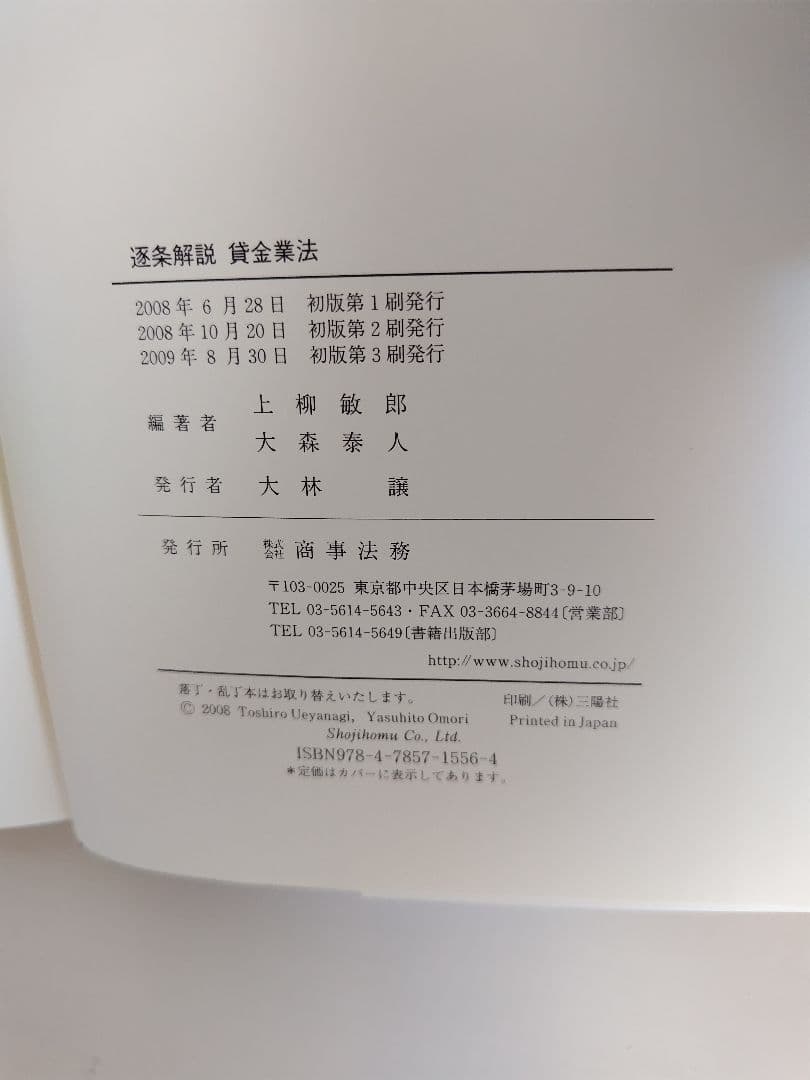 逐条解説 貸金業法
2008年 6 月28日 初版第1刷発行
2008年10月20日 初版第2刷発行
2009年 8 月30日 初版第3刷発行
編著者 上柳敏郎
大森泰人
発行者 大林 讓
発行所 株式会社 商事法務
〒103-0025 東京都中央区日本橋茅場町3-9-10
TEL 03-5614-5643・FAX 03-3664-8844〔営業部〕
TEL 03-5614-5649〔書籍出版部〕
http://www.shojihomu.co.jp/
落丁・乱丁本はお取り替えいたします。 印刷/(株)三陽社
© 2008 Toshiro Ueyanagi, Yasuhito Omori Printed in Japan
Shojihomu Co., Ltd.
ISBN978-4-7857-1556-4
*定価はカバーに表示してあります。